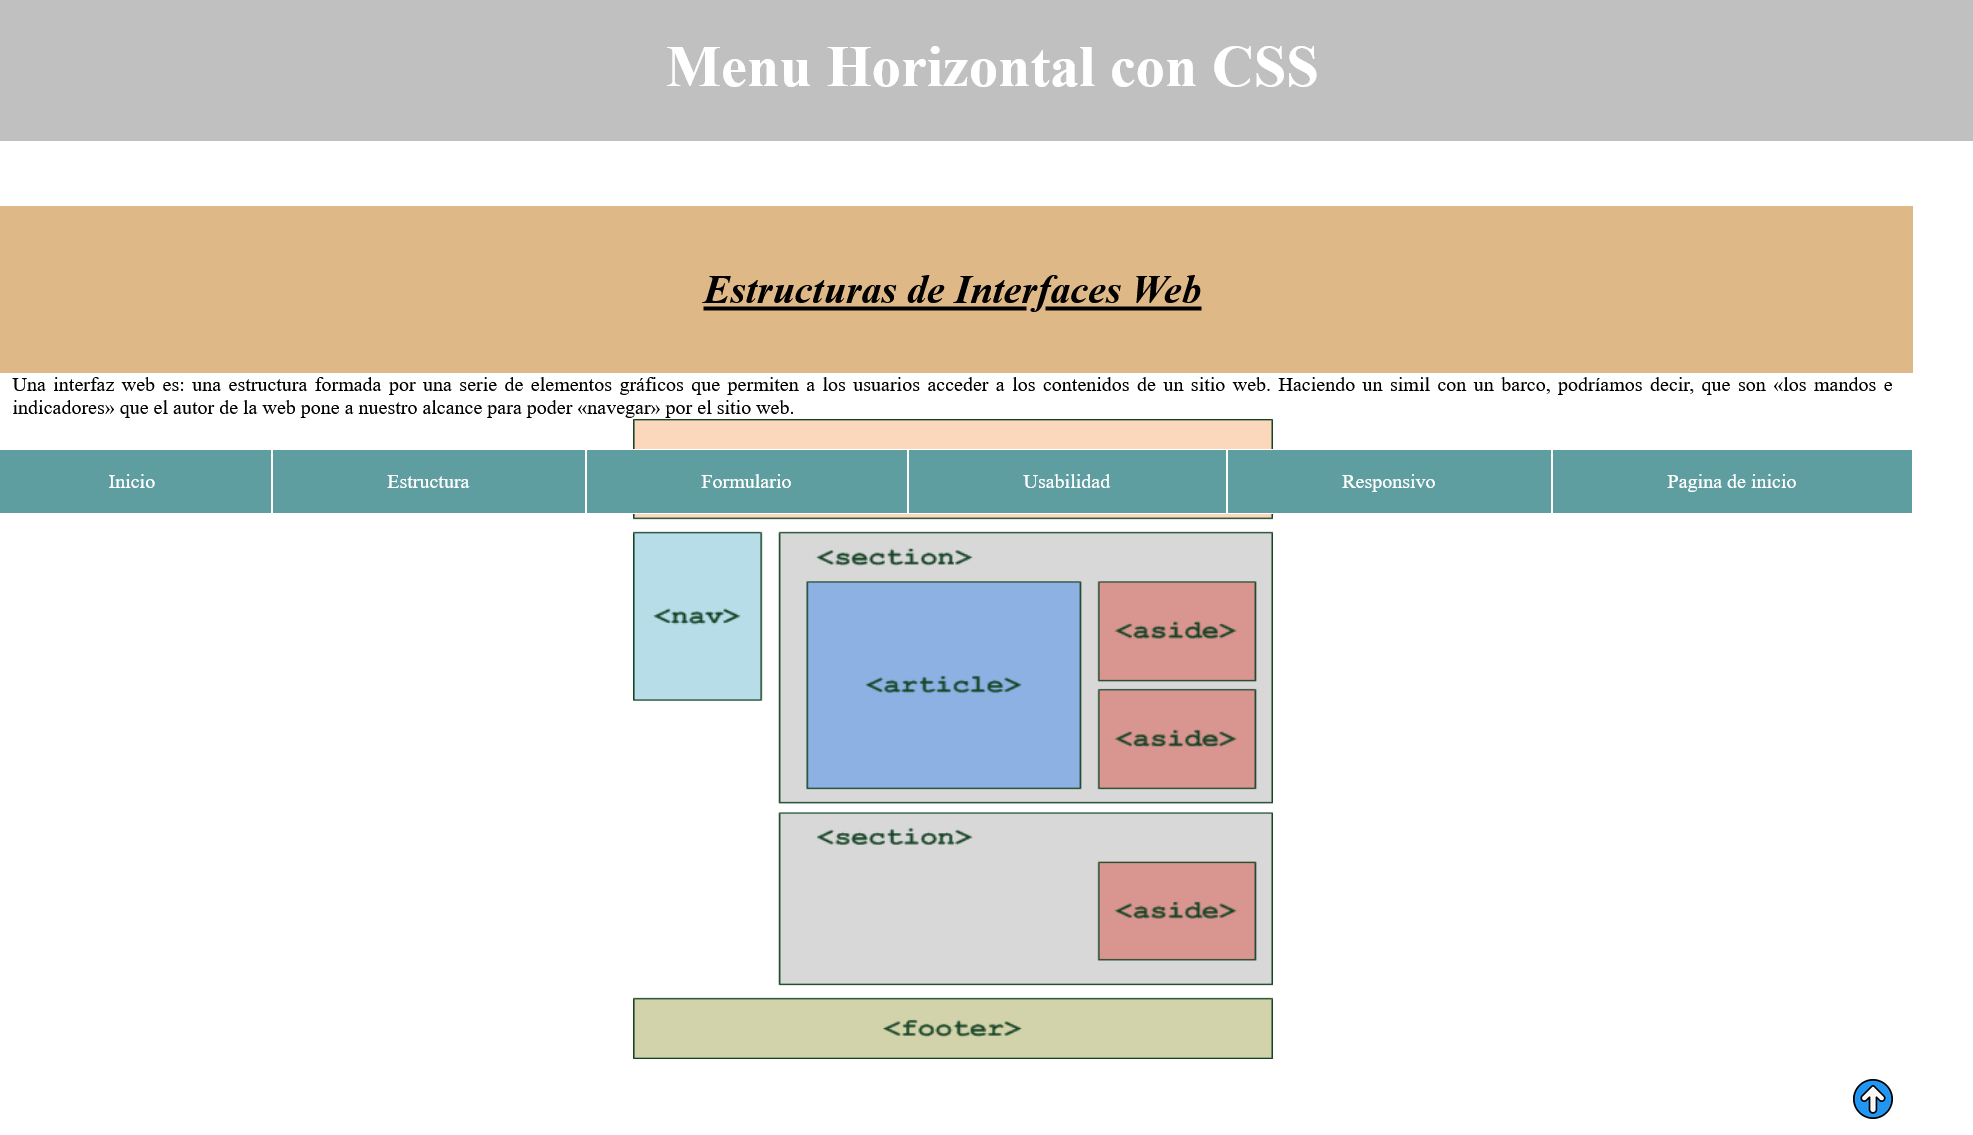 Menu Horizontal con CSS
Estructuras de Interfaces Web
Una interfaz web es: una estructura formada por una serie de elementos gráficos que permiten a los usuarios acceder a los contenidos de un sitio web. Haciendo un simil con un barco, podríamos decir, que son «los mandos e
indicadores» que el autor de la web pone a nuestro alcance para poder «navegar» por el sitio web.
Inicio Estructura Formulario Usabilidad Responsivo Pagina de inicio
<section>
<nav>
<aside>
<article>
<aside>
<section>
<aside>
<footer>